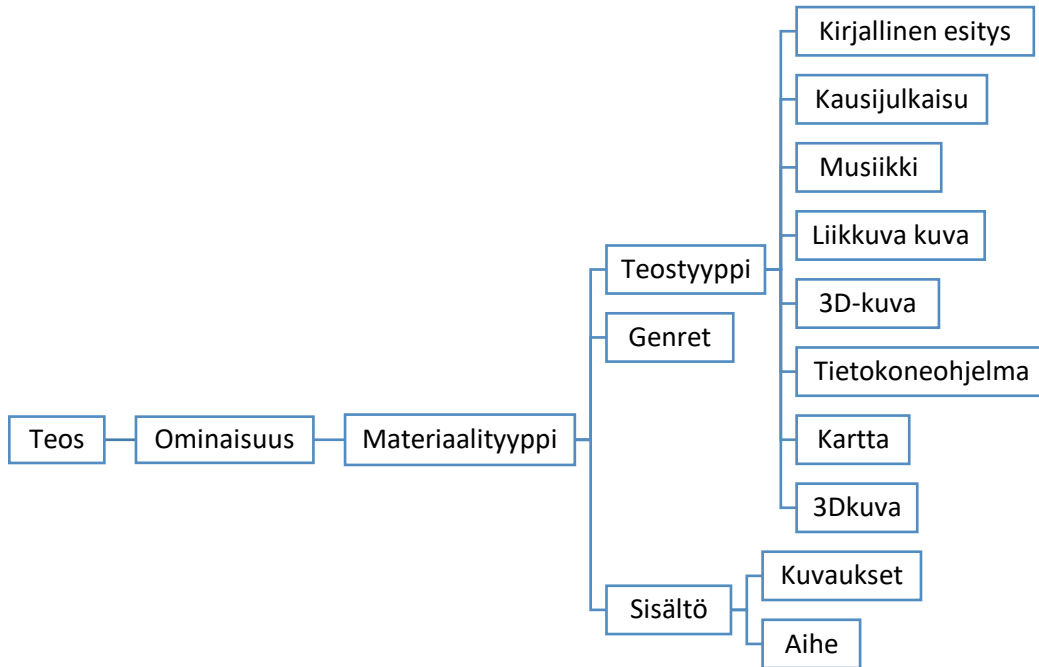 Kirjallinen esitys
Kausijulkaisu
Musiikki
Liikkuva kuva
Teostyyppi
3D-kuva
Genret
Tietokoneohjelma
Teos
Ominaisuus
Materiaalityyppi
Kartta
3Dkuva
Kuvaukset
Sisältö
Aihe